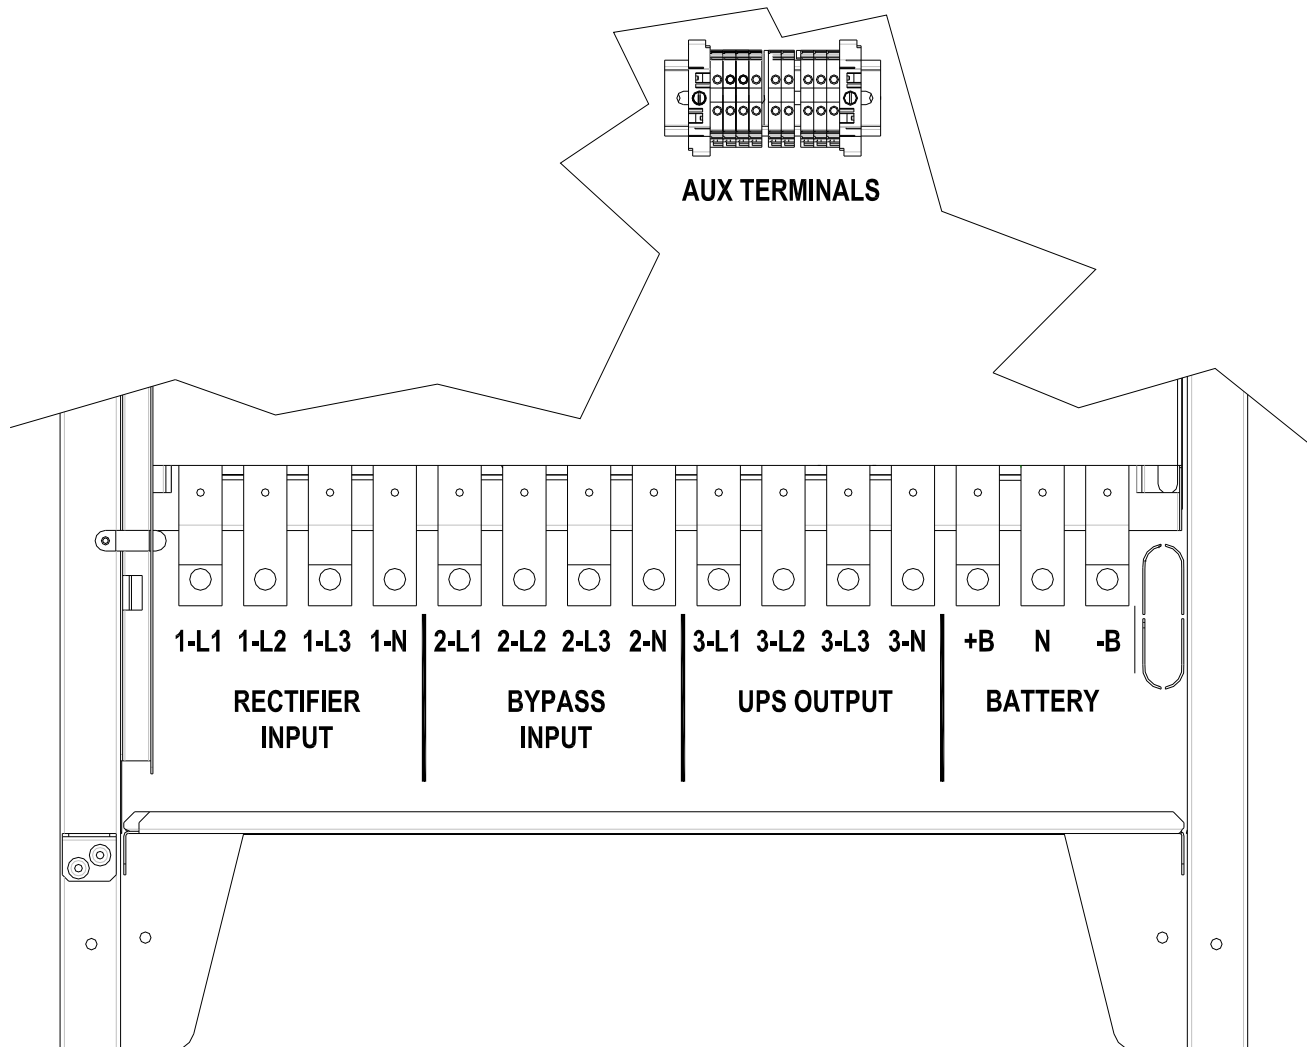 AUX TERMINALS
1-L1 1-L2 1-L3 1-N 2-L1 2-L2 2-L3 2-N 3-L1 3-L2 3-L3 3-N +B N -B
RECTIFIER
INPUT
BYPASS
INPUT
UPS OUTPUT
BATTERY